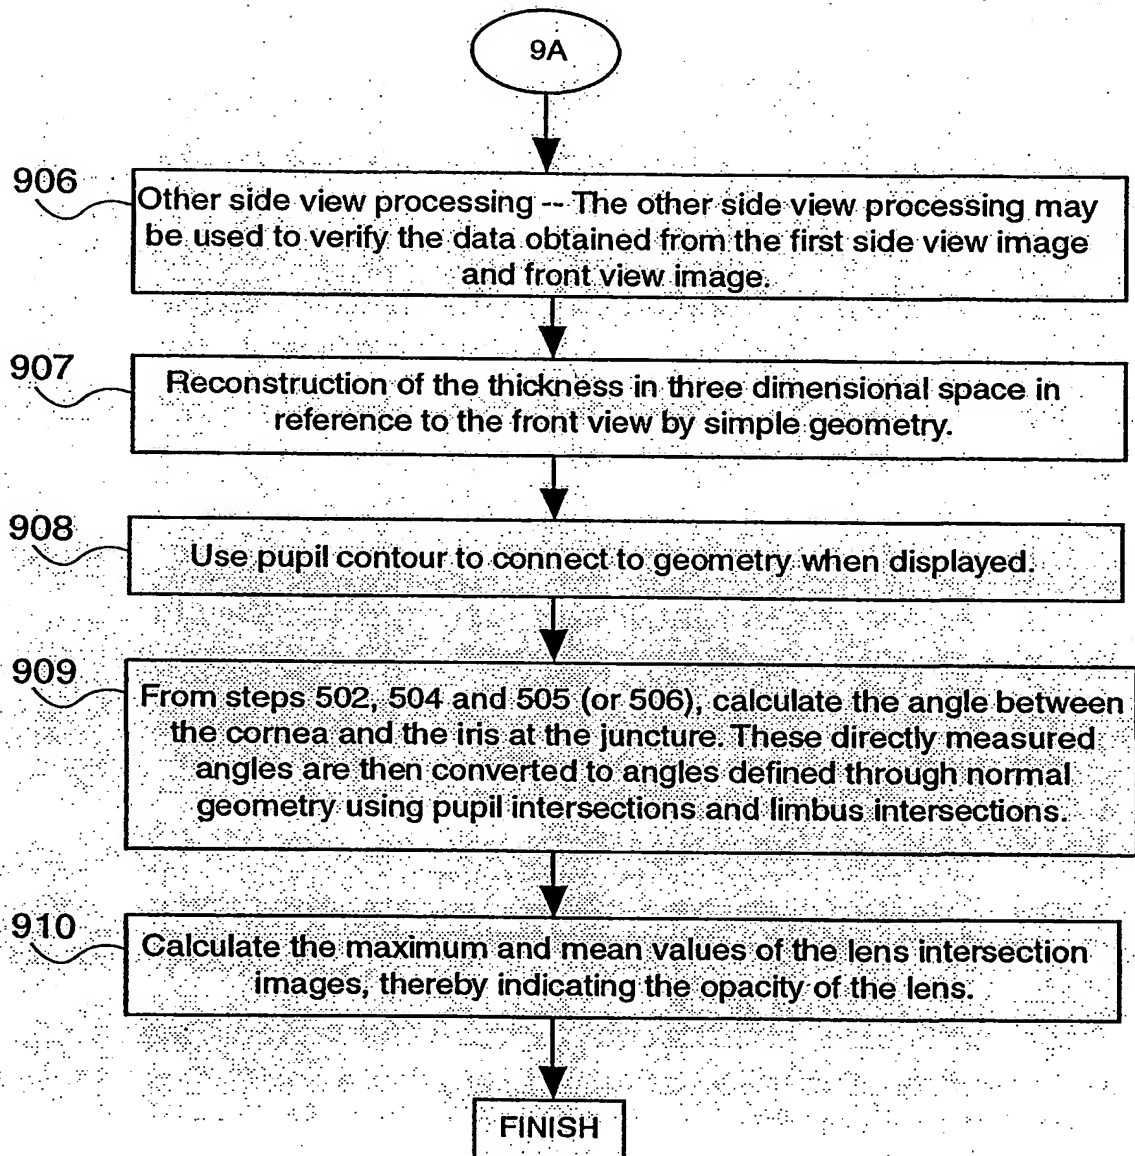 9A
906
Other side view processing -- The other side view processing may
be used to verify the data obtained from the first side view image
and front view image.
907
Reconstruction of the thickness in three dimensional space in
reference to the front view by simple geometry.
908
Use pupil contour to connect to geometry when displayed.
909
From steps 502, 504 and 505 (or 506), calculate the angle between
the cornea and the iris at the juncture. These directly measured
angles are then converted to angles defined through normal
geometry using pupil intersections and limbus intersections.
910
Calculate the maximum and mean values of the lens intersection
images, thereby indicating the opacity of the lens.
FINISH